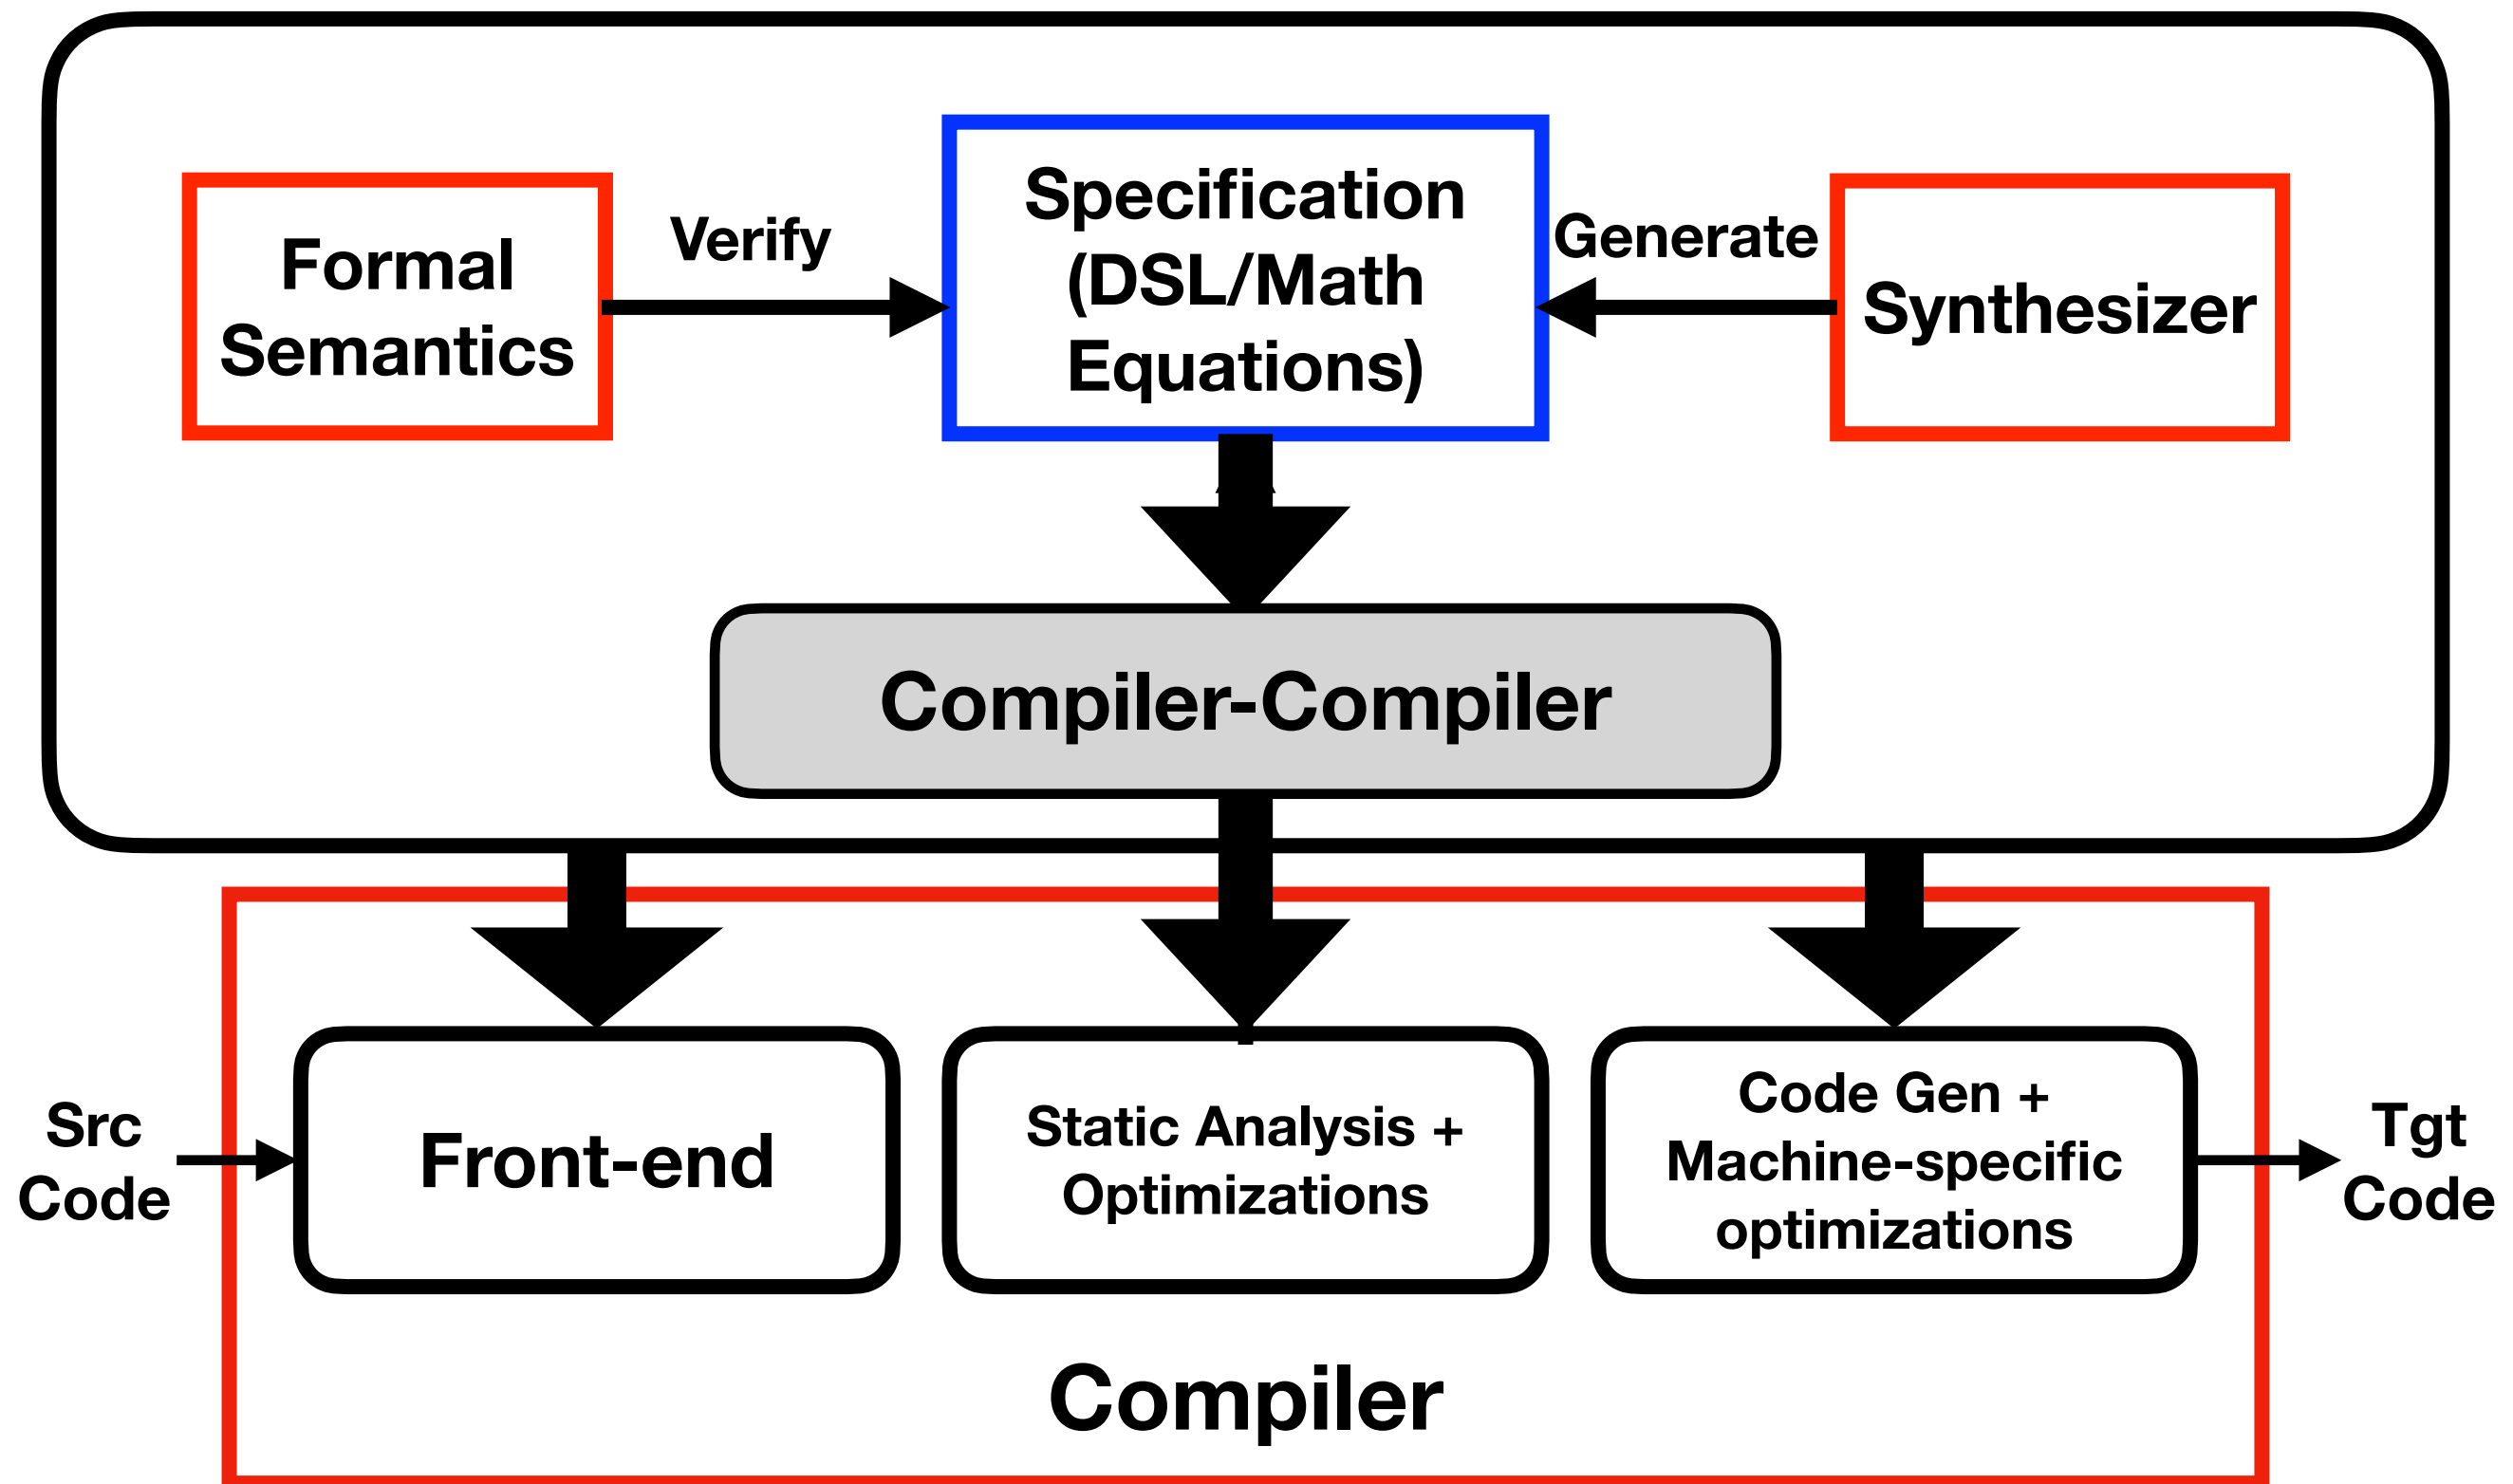 Formal
Semantics
Verify
Specification
(DSL/Math
Equations)
Generate
Synthesizer
Compiler-Compiler
Src
Code
Front-end
Static Analysis +
Optimizations
Code Gen +
Machine-specific
optimizations
Tgt
Code
Compiler